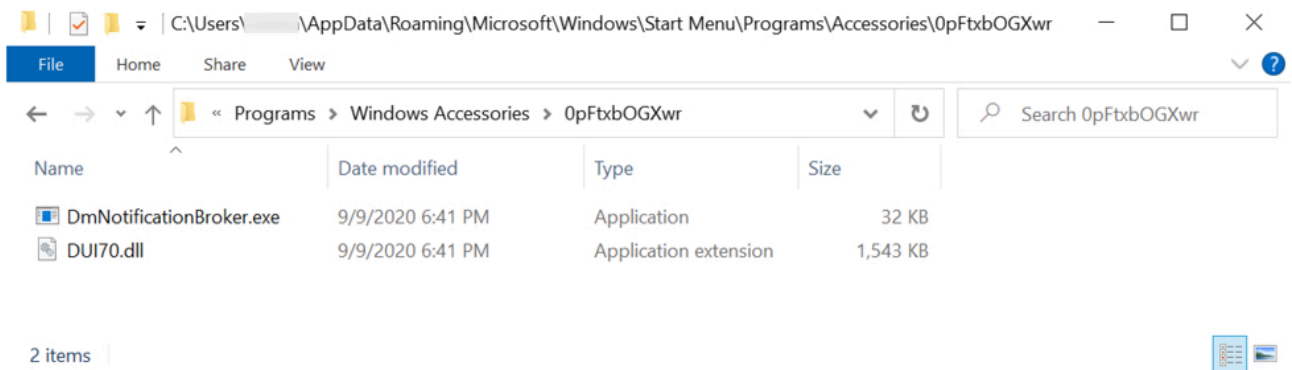 C:\Users\ \AppData\Roaming\Microsoft\Windows\Start Menu\Programs\Accessories\0pFtxbOGXwr
File Home Share View ?
« Programs > Windows Accessories > 0pFtxbOGXwr Search 0pFtxbOGXwr
Name Date modified Type Size
DmNotificationBroker.exe 9/9/2020 6:41 PM Application 32 KB
DUI70.dll 9/9/2020 6:41 PM Application extension 1,543 KB
2 items